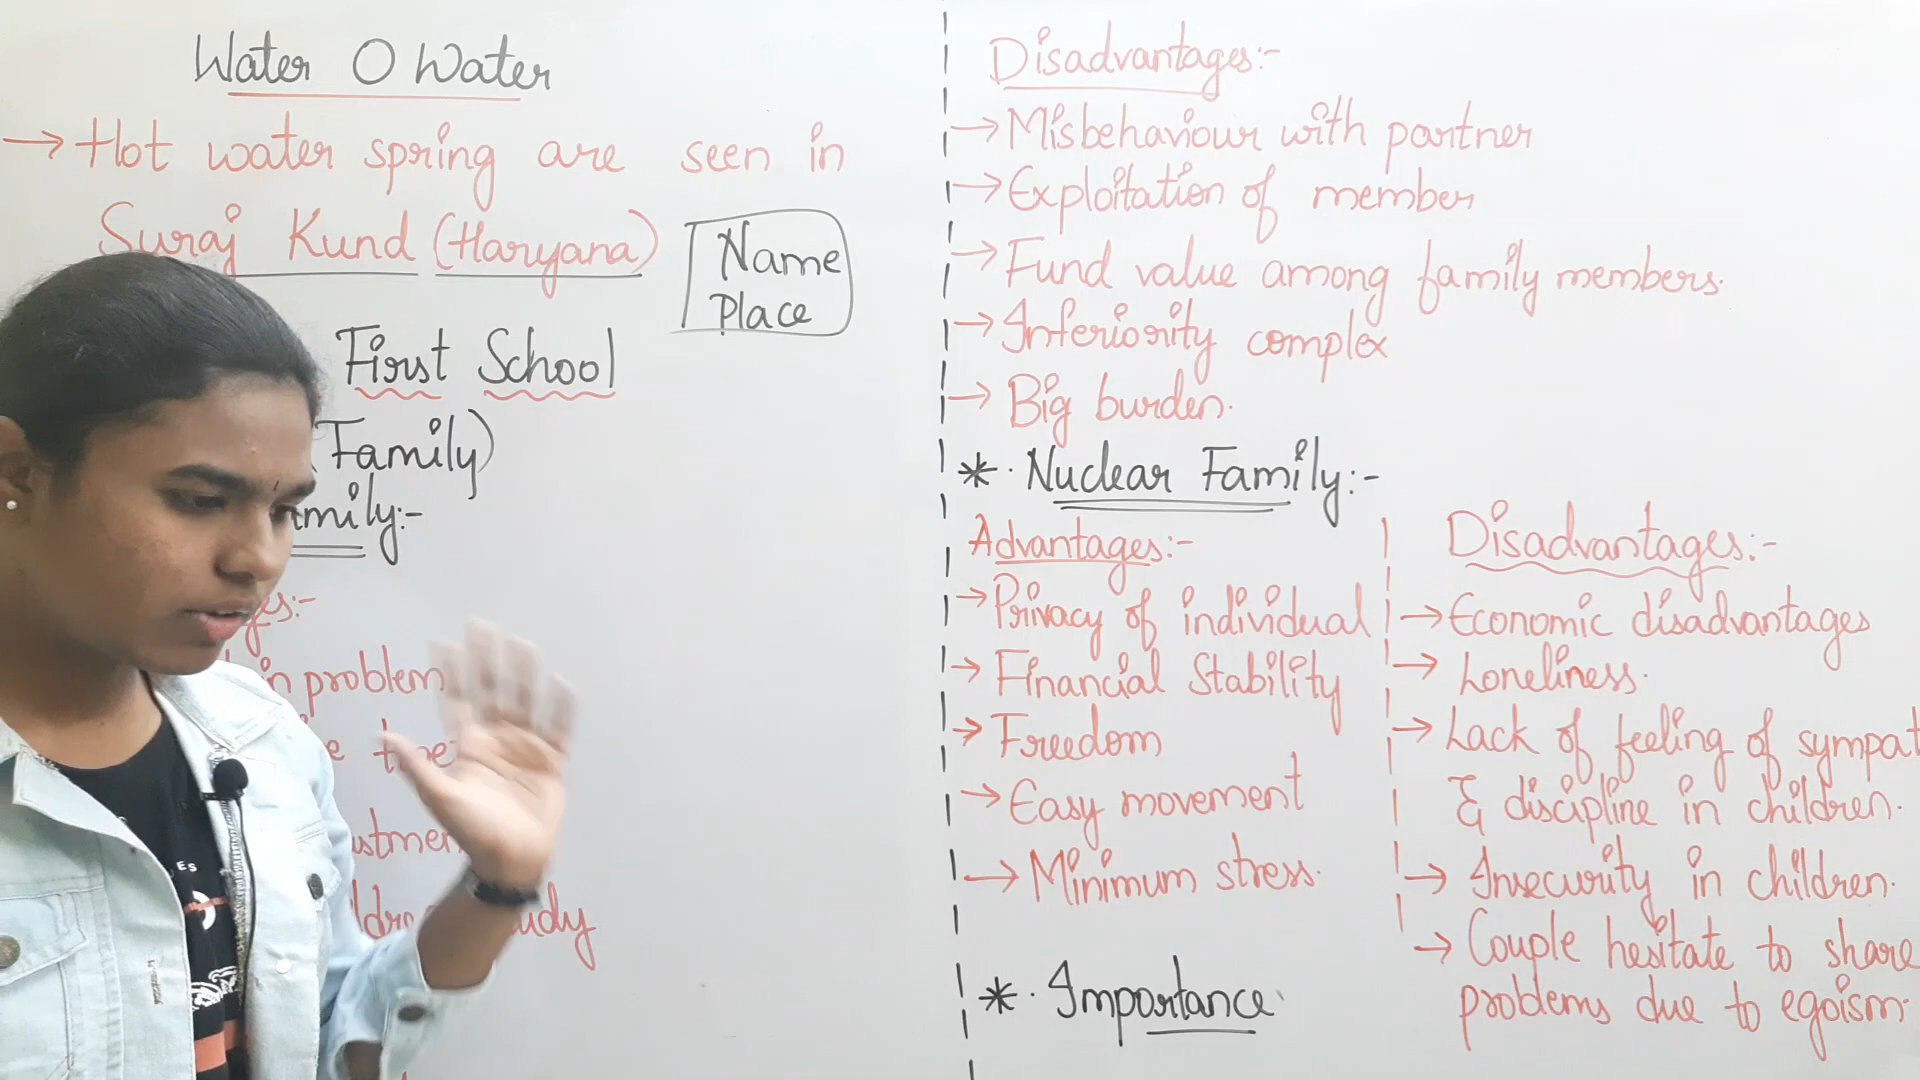 Water O Water
→ Hot water spring are seen in
Suraj Kund (Haryana)
Name
Place
First School
(Family)
amily:-
ges:-
in problem
ustmen
udy
Disadvantages:-
→ Misbehaviour with partner
→ Exploitation of member
→ Fund value among family members.
→ Inferiority complex
→ Big burden.
* Nuclear Family:-
Advantages:-
→ Privacy of individual
→ Financial Stability
→ Freedom
→ Easy movement
→ Minimum stress.
Disadvantages:-
→ Economic disadvantages
→ Loneliness.
→ Lack of feeling of sympat
& discipline in children.
→ Insecurity in children.
→ Couple hesitate to share
problems due to egoism.
* Importance